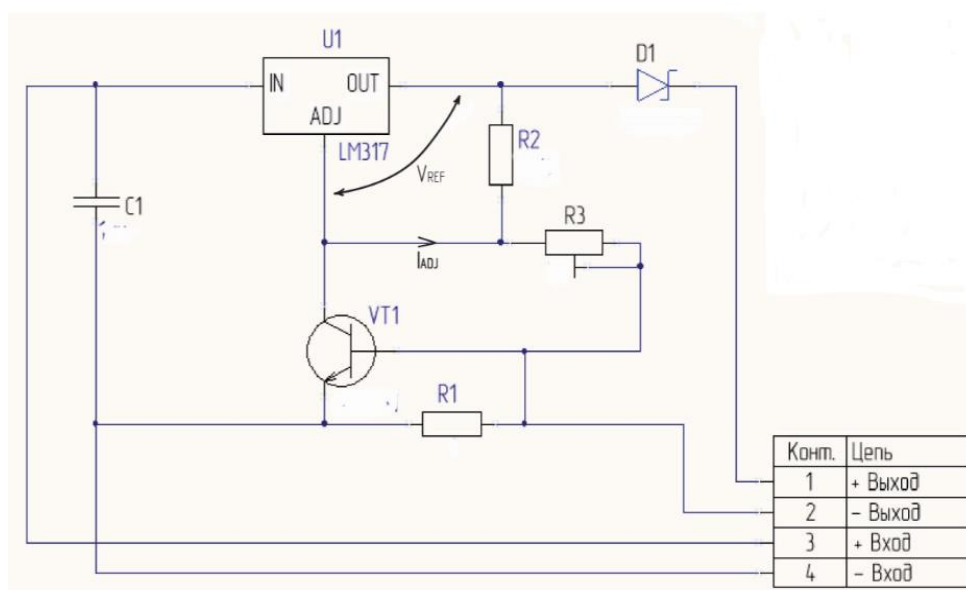 U1
D1
IN OUT
ADJ
LM317
R2
VREF
C1
R3
IADJ
VT1
R1
Конт. Цепь
1 + Выход
2 - Выход
3 + Вход
4 - Вход